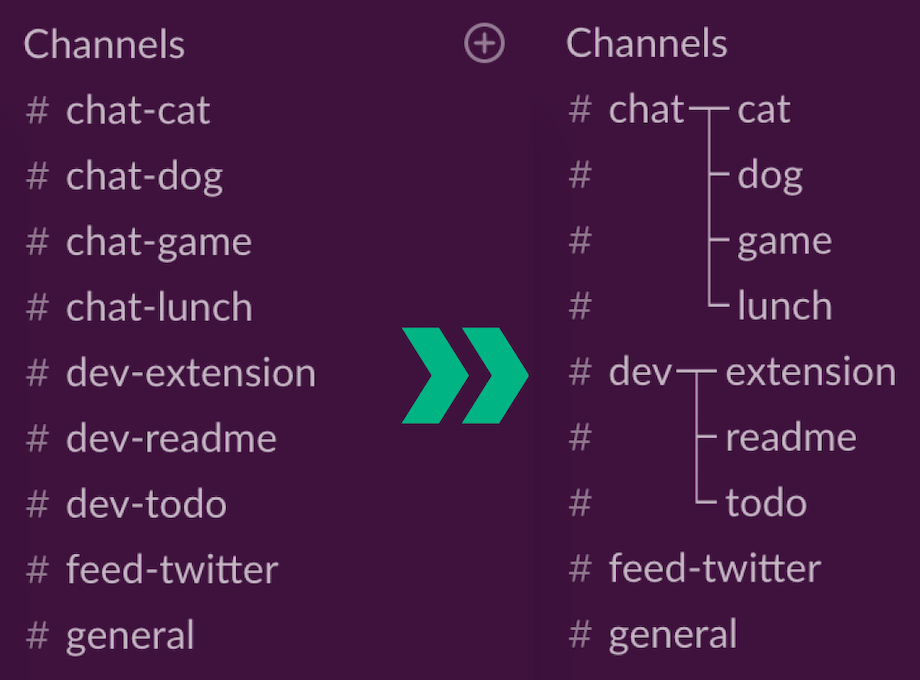 Channels
# chat-cat
# chat-dog
# chat-game
# chat-lunch
# dev-extension
# dev-readme
# dev-todo
# feed-twitter
# general
Channels
# chat cat
# dog
# game
# lunch
# dev extension
# readme
# todo
# feed-twitter
# general